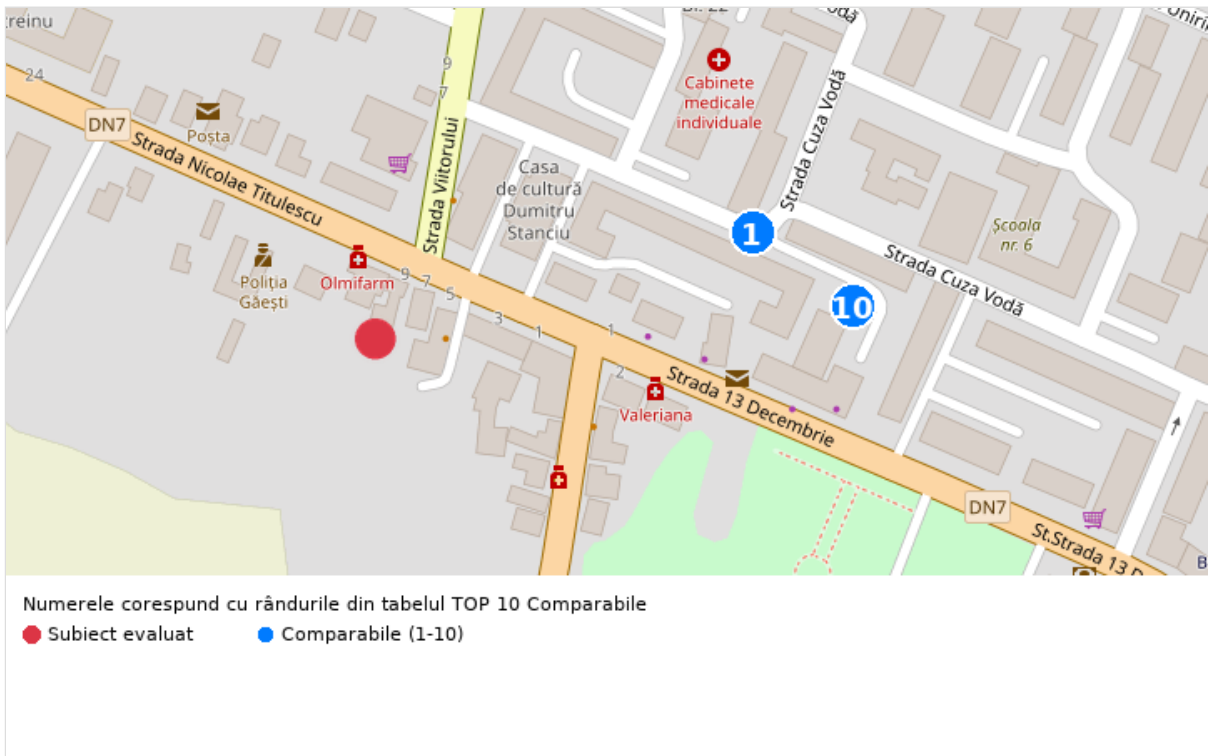 treinu
24
DN7
Poșta
Strada Nicolae Titulescu
9
7
Strada Viitorului
Casa
de cultură
Dumitru
Stanciu
Cabinete
medicale
individuale
Strada Cuza Vodă
Vodă
1
10
Școala
nr. 6
Strada Cuza Vodă
Poliția
Găești
Olmifarm
9
7
5
3
1
1
2
Valeriana
Strada 13 Decembrie
DN7
St.Strada 13 D
B
Numerele corespund cu rândurile din tabelul TOP 10 Comparabile
Subiect evaluat
Comparabile (1-10)